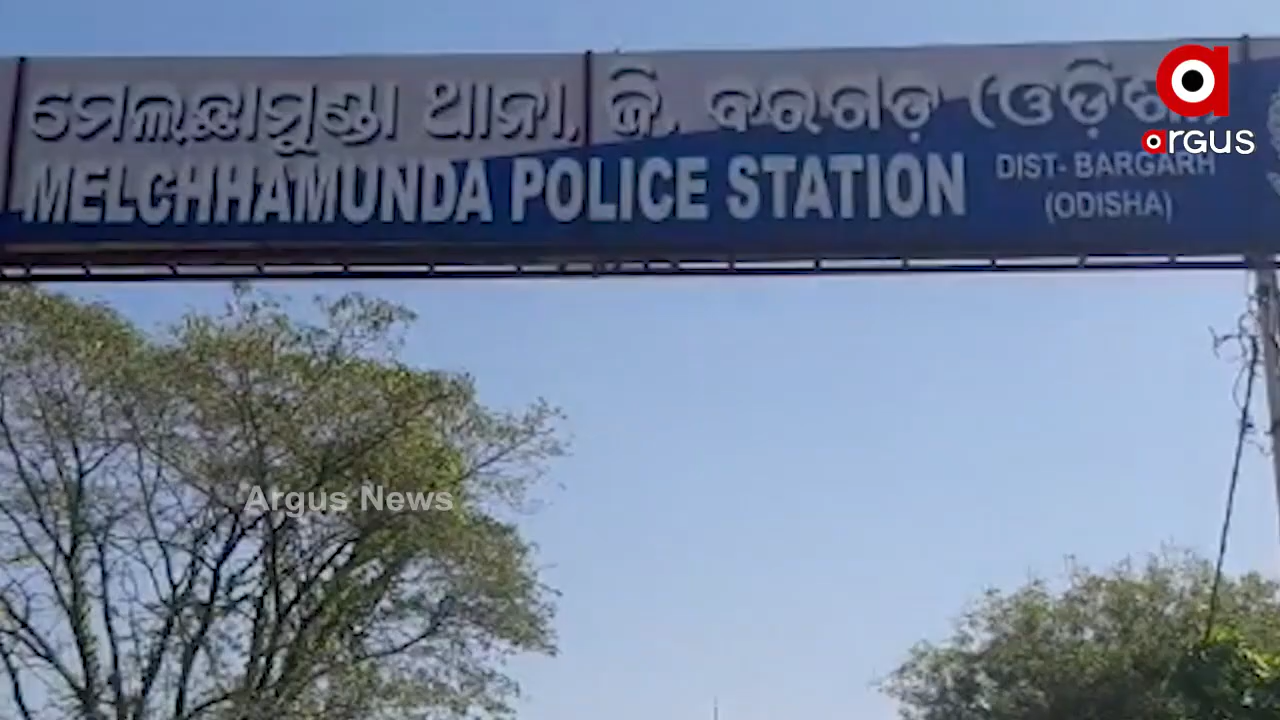 ମେଲଛାମୁଣ୍ଡା ଥାନା, ଜି. ବରଗଡ଼
MELCHHAMUNDA POLICE STATION
DIST- BARGARH
(ODISHA)
argus
Argus News